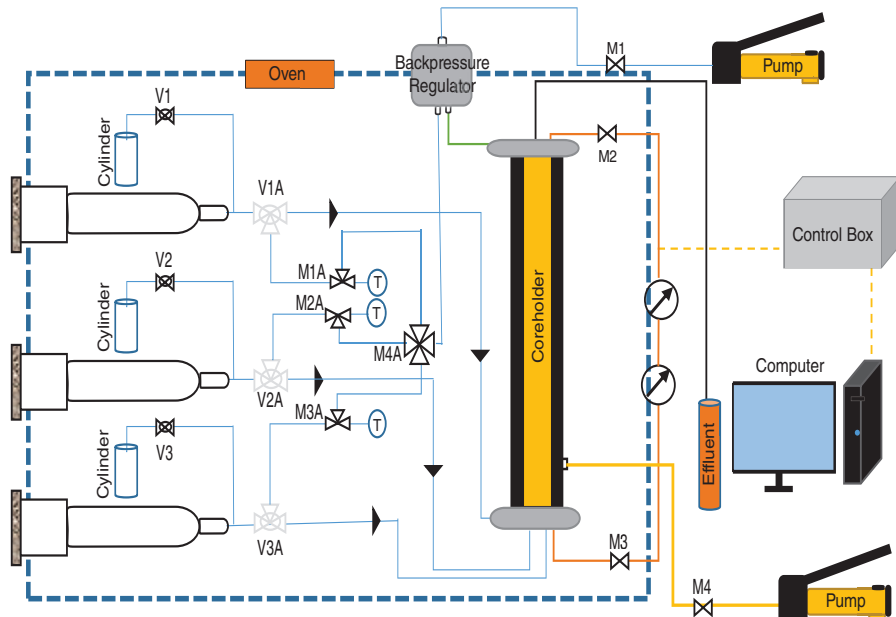 M1
Pump
Oven
Backpressure
Regulator
V1
Cylinder
M2
V1A
Control Box
M1A
T
V2
M2A
T
Cylinder
M4A
Coreholder
V2A
Computer
M3A
T
V3
Cylinder
Effluent
V3A
M3
M4
Pump